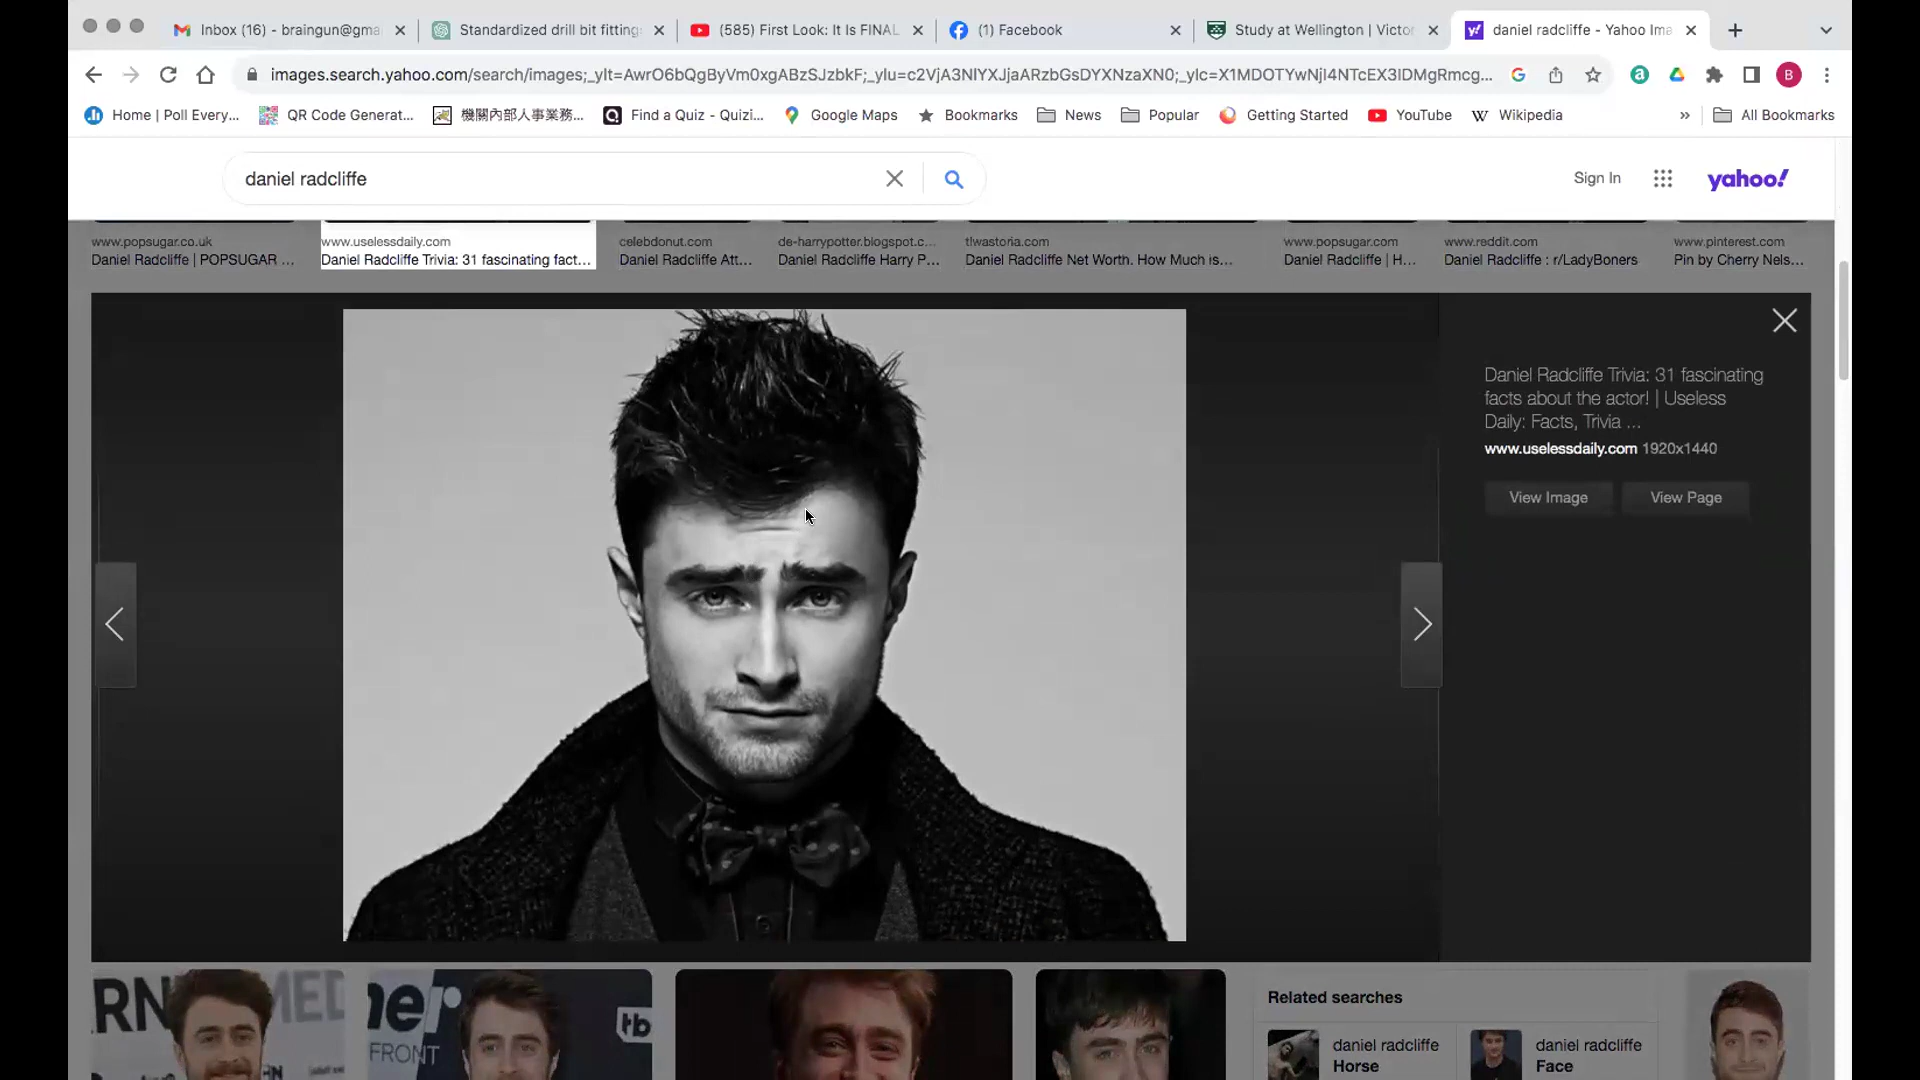 Inbox (16) - braingun@gma
Standardized drill bit fitting
(585) First Look: It Is FINAL
(1) Facebook
Study at Wellington | Victor
daniel radcliffe - Yahoo Ima
images.search.yahoo.com/search/images;_ylt=AwrO6bQgByVm0xgABzSJzbkF;_ylu=c2VjA3NlYXJjaARzbGsDYXNzaXN0;_ylc=X1MDOTYwNjI4NTcEX3IDMgRmcg...
B
Home | Poll Every...
QR Code Generat...
機關內部人事業務...
Find a Quiz - Quizi...
Google Maps
Bookmarks
News
Popular
Getting Started
YouTube
Wikipedia
All Bookmarks
daniel radcliffe
Sign In
yahoo!
www.popsugar.co.uk
Daniel Radcliffe | POPSUGAR ...
www.uselessdaily.com
Daniel Radcliffe Trivia: 31 fascinating fact...
celebdonut.com
Daniel Radcliffe Att...
de-harrypotter.blogspot.c...
Daniel Radcliffe Harry P...
tlwastoria.com
Daniel Radcliffe Net Worth. How Much is...
www.popsugar.com
Daniel Radcliffe | H...
www.reddit.com
Daniel Radcliffe : r/LadyBoners
www.pinterest.com
Pin by Cherry Nels...
Daniel Radcliffe Trivia: 31 fascinating
facts about the actor! | Useless
Daily: Facts, Trivia ...
www.uselessdaily.com 1920x1440
View Image
View Page
RN
MED
ner
FRONT
tb
Related searches
daniel radcliffe
Horse
daniel radcliffe
Face